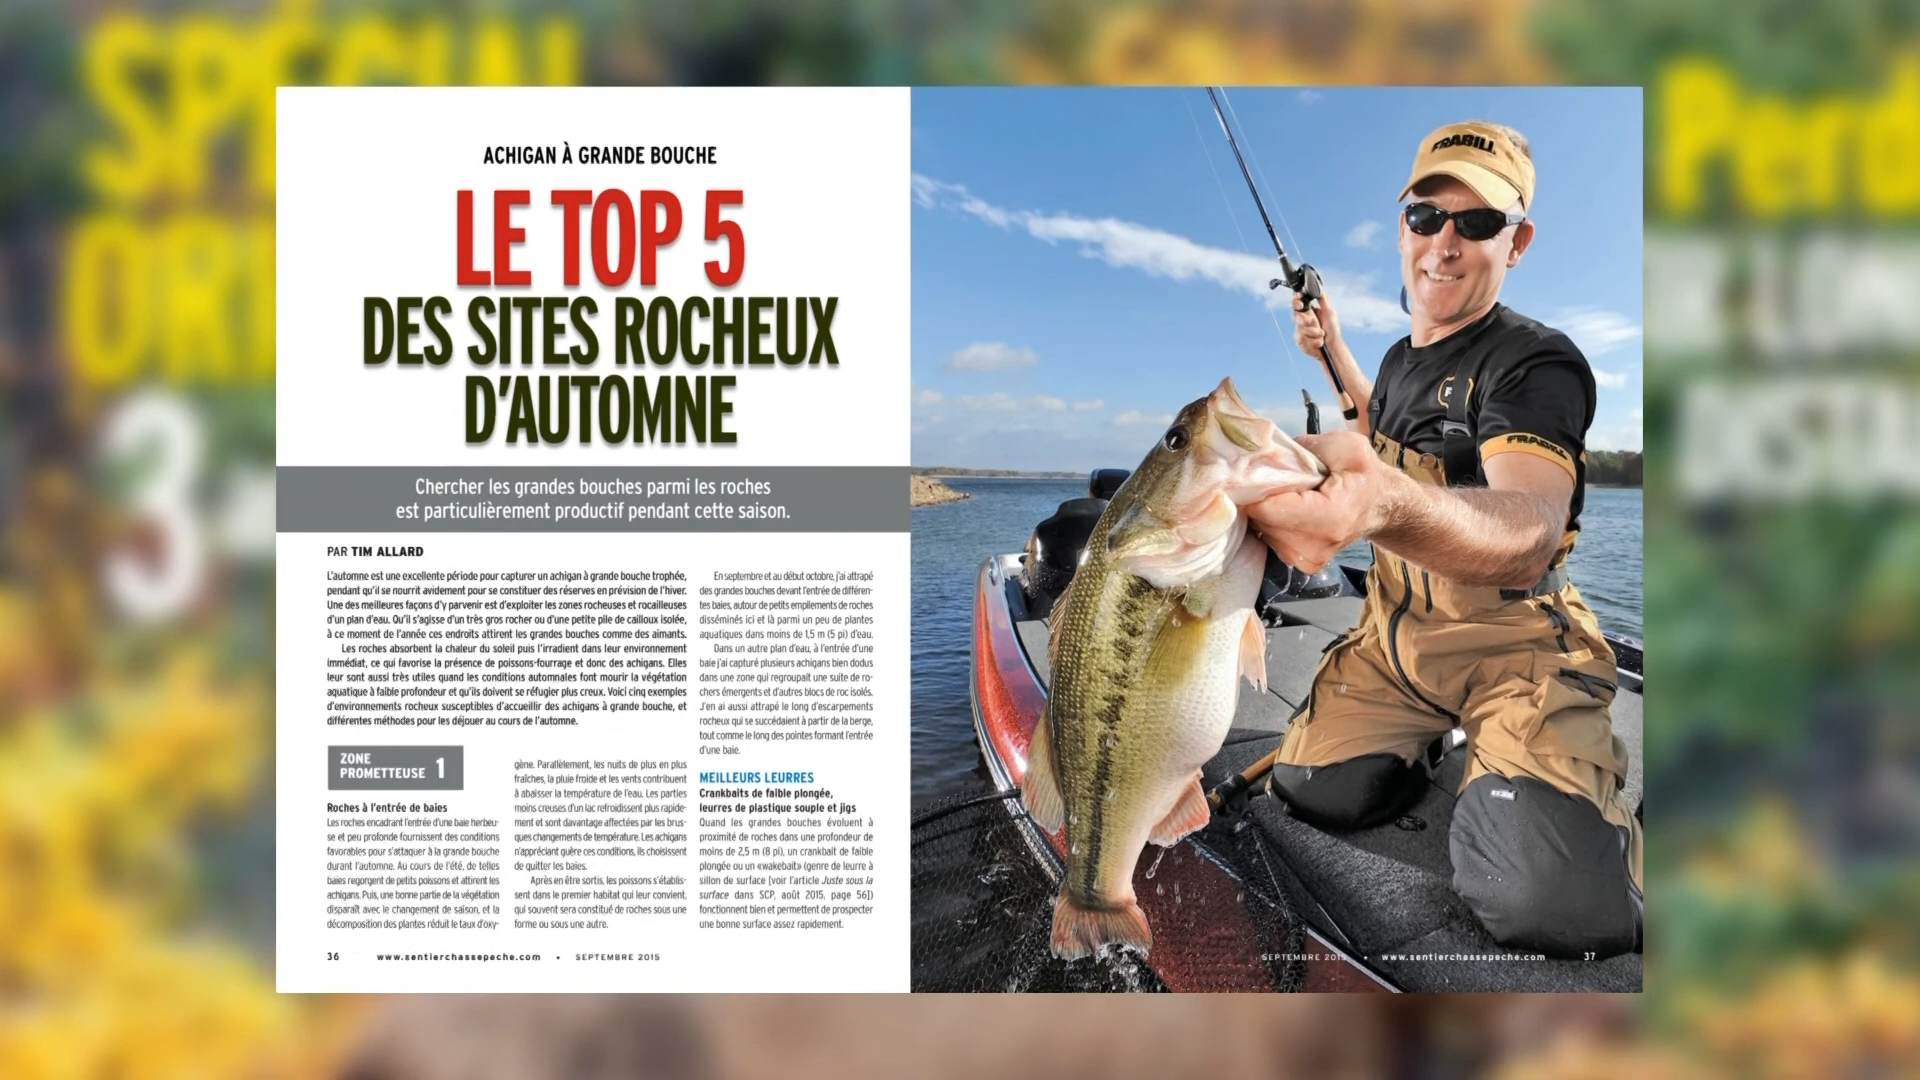 SPÉCIAL
ORI
3
Perd
ACHIGAN À GRANDE BOUCHE
LE TOP 5
DES SITES ROCHEUX
D'AUTOMNE
Chercher les grandes bouches parmi les roches
est particulièrement productif pendant cette saison.
PAR TIM ALLARD
L'automne est une excellente période pour capturer un achigan à grande bouche trophée,
pendant qu'il se nourrit avidement pour se constituer des réserves en prévision de l'hiver.
Une des meilleures façons d'y parvenir est d'exploiter les zones rocheuses et rocailleuses
d'un plan d'eau. Qu'il s'agisse d'un très gros rocher ou d'une petite pile de cailloux isolée,
à ce moment de l'année ces endroits attirent les grandes bouches comme des aimants.
Les roches absorbent la chaleur du soleil puis l'irradient dans leur environnement
immédiat, ce qui favorise la présence de poissons-fourrage et donc des achigans. Elles
leur sont aussi très utiles quand les conditions automnales font mourir la végétation
aquatique à faible profondeur et qu'ils doivent se réfugier plus creux. Voici cinq exemples
d'environnements rocheux susceptibles d'accueillir des achigans à grande bouche, et
différentes méthodes pour les déjouer au cours de l'automne.
ZONE
PROMETTEUSE 1
Roches à l'entrée de baies
Les roches encadrant l'entrée d'une baie herbeu-
se et peu profonde fournissent des conditions
favorables pour s'attaquer à la grande bouche
durant l'automne. Au cours de l'été, de telles
baies regorgent de petits poissons et attirent les
achigans. Puis, une bonne partie de la végétation
disparaît avec le changement de saison, et la
décomposition des plantes réduit le taux d'oxy-
gène. Parallèlement, les nuits de plus en plus
fraîches, la pluie froide et les vents contribuent
à abaisser la température de l'eau. Les parties
moins creuses d'un lac refroidissent plus rapide-
ment et sont davantage affectées par les brus-
ques changements de température. Les achigans
n'appréciant guère ces conditions, ils choisissent
de quitter les baies.
Après en être sortis, les poissons s'établis-
sent dans le premier habitat qui leur convient,
qui souvent sera constitué de roches sous une
forme ou sous une autre.
En septembre et au début octobre, j'ai attrapé
des grandes bouches devant l'entrée de différen-
tes baies, autour de petits empilements de roches
disséminés ici et là parmi un peu de plantes
aquatiques dans moins de 1,5 m (5 pi) d'eau.
Dans un autre plan d'eau, à l'entrée d'une
baie j'ai capturé plusieurs achigans bien dodus
dans une zone qui regroupait une suite de ro-
chers émergents et d'autres blocs de roc isolés.
J'en ai aussi attrapé le long d'escarpements
rocheux qui se succédaient à partir de la berge,
tout comme le long des pointes formant l'entrée
d'une baie.
MEILLEURS LEURRES
Crankbaits de faible plongée,
leurres de plastique souple et jigs
Quand les grandes bouches évoluent à
proximité de roches dans une profondeur de
moins de 2,5 m (8 pi), un crankbait de faible
plongée ou un «wakebait» (genre de leurre à
sillon de surface [voir l'article Juste sous la
surface dans SCP, août 2015, page 56])
fonctionnent bien et permettent de prospecter
une bonne surface assez rapidement.
36 www.sentierchassepeche.com • SEPTEMBRE 2015
FRABILL
FRABILL
SEPTEMBRE 2015 • www.sentierchassepeche.com 37